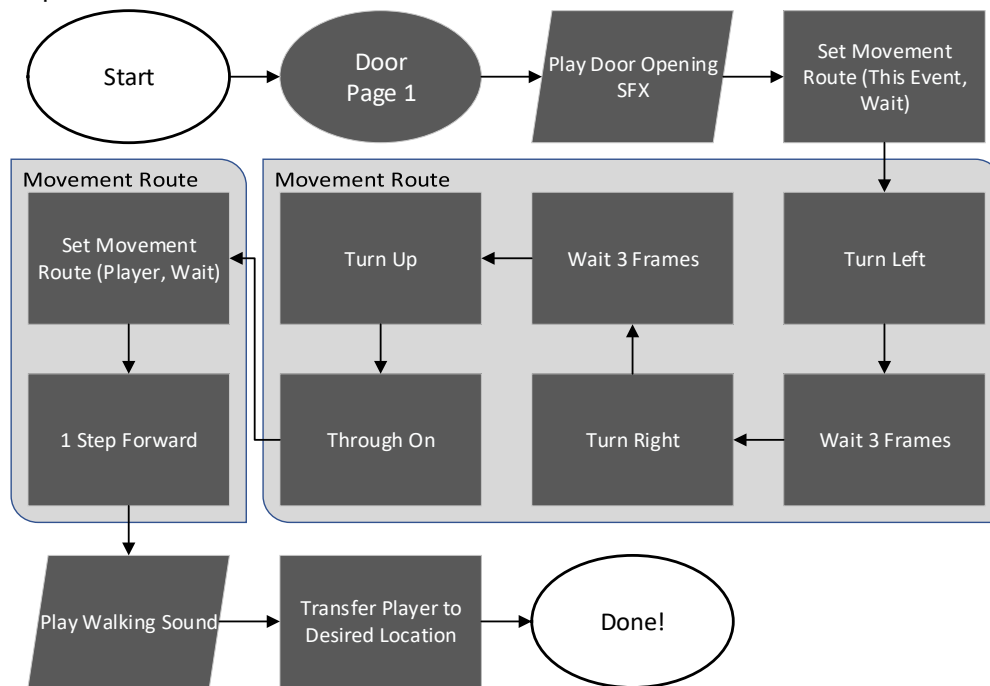 Start
Door
Page 1
Play Door Opening
SFX
Set Movement
Route (This Event,
Wait)
Movement Route
Set Movement
Route (Player, Wait)
1 Step Forward
Movement Route
Turn Up
Wait 3 Frames
Turn Left
Through On
Turn Right
Wait 3 Frames
Play Walking Sound
Transfer Player to
Desired Location
Done!